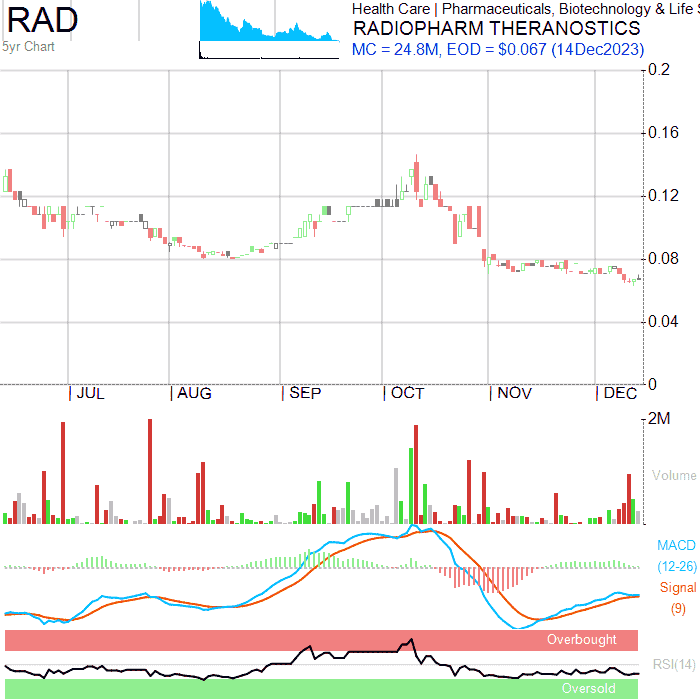 RAD
5yr Chart
Health Care | Pharmaceuticals, Biotechnology & Life S
RADIOPHARM THERANOSTICS
MC = 24.8M, EOD = $0.067 (14Dec2023)
0.2
0.16
0.12
0.08
0.04
0
JUL AUG SEP OCT NOV DEC
2M
Volume
MACD
(12-26)
Signal
(9)
Overbought
RSI(14)
Oversold